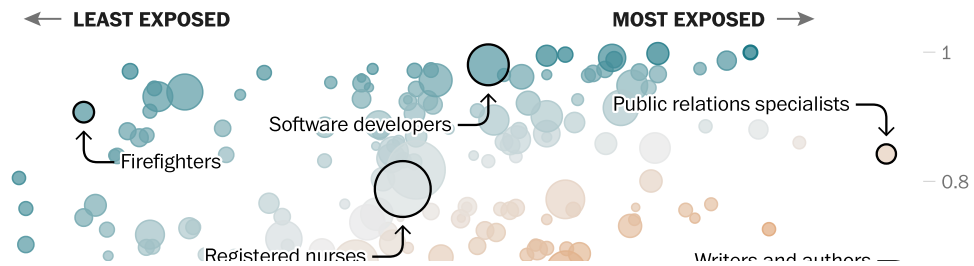 LEAST EXPOSED
MOST EXPOSED
1
Public relations specialists
Software developers
Firefighters
0.8
Registered nurses
Writers and authors